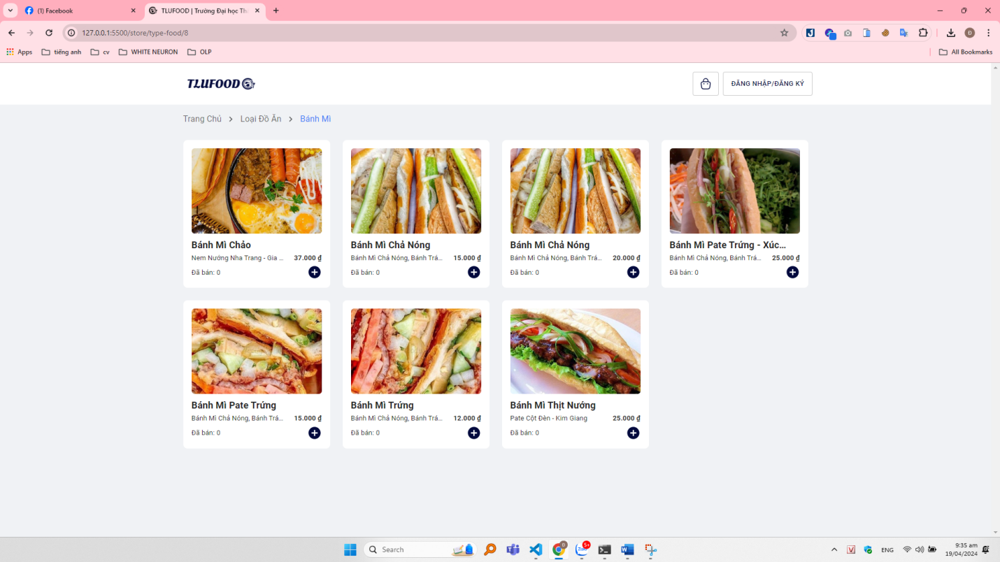 (1) Facebook
TLUFOOD | Trường Đại học Th
127.0.0.1:5500/store/type-food/8
Apps
tiếng anh
cv
WHITE NEURON
OLP
All Bookmarks
TLUFOOD
ĐĂNG NHẬP/ĐĂNG KÝ
Trang Chủ > Loại Đồ Ăn > Bánh Mì
Bánh Mì Chảo
Nem Nướng Nha Trang - Gia ... 37.000 ₫
Đã bán: 0
Bánh Mì Chả Nóng
Bánh Mì Chả Nóng, Bánh Trá... 15.000 ₫
Đã bán: 0
Bánh Mì Chả Nóng
Bánh Mì Chả Nóng, Bánh Trá... 20.000 ₫
Đã bán: 0
Bánh Mì Pate Trứng - Xúc...
Bánh Mì Chả Nóng, Bánh Trá... 25.000 ₫
Đã bán: 0
Bánh Mì Pate Trứng
Bánh Mì Chả Nóng, Bánh Trá... 15.000 ₫
Đã bán: 0
Bánh Mì Trứng
Bánh Mì Chả Nóng, Bánh Trá... 12.000 ₫
Đã bán: 0
Bánh Mì Thịt Nướng
Pate Cột Đèn - Kim Giang 25.000 ₫
Đã bán: 0
Search
5+
ENG
9:35 am
19/04/2024